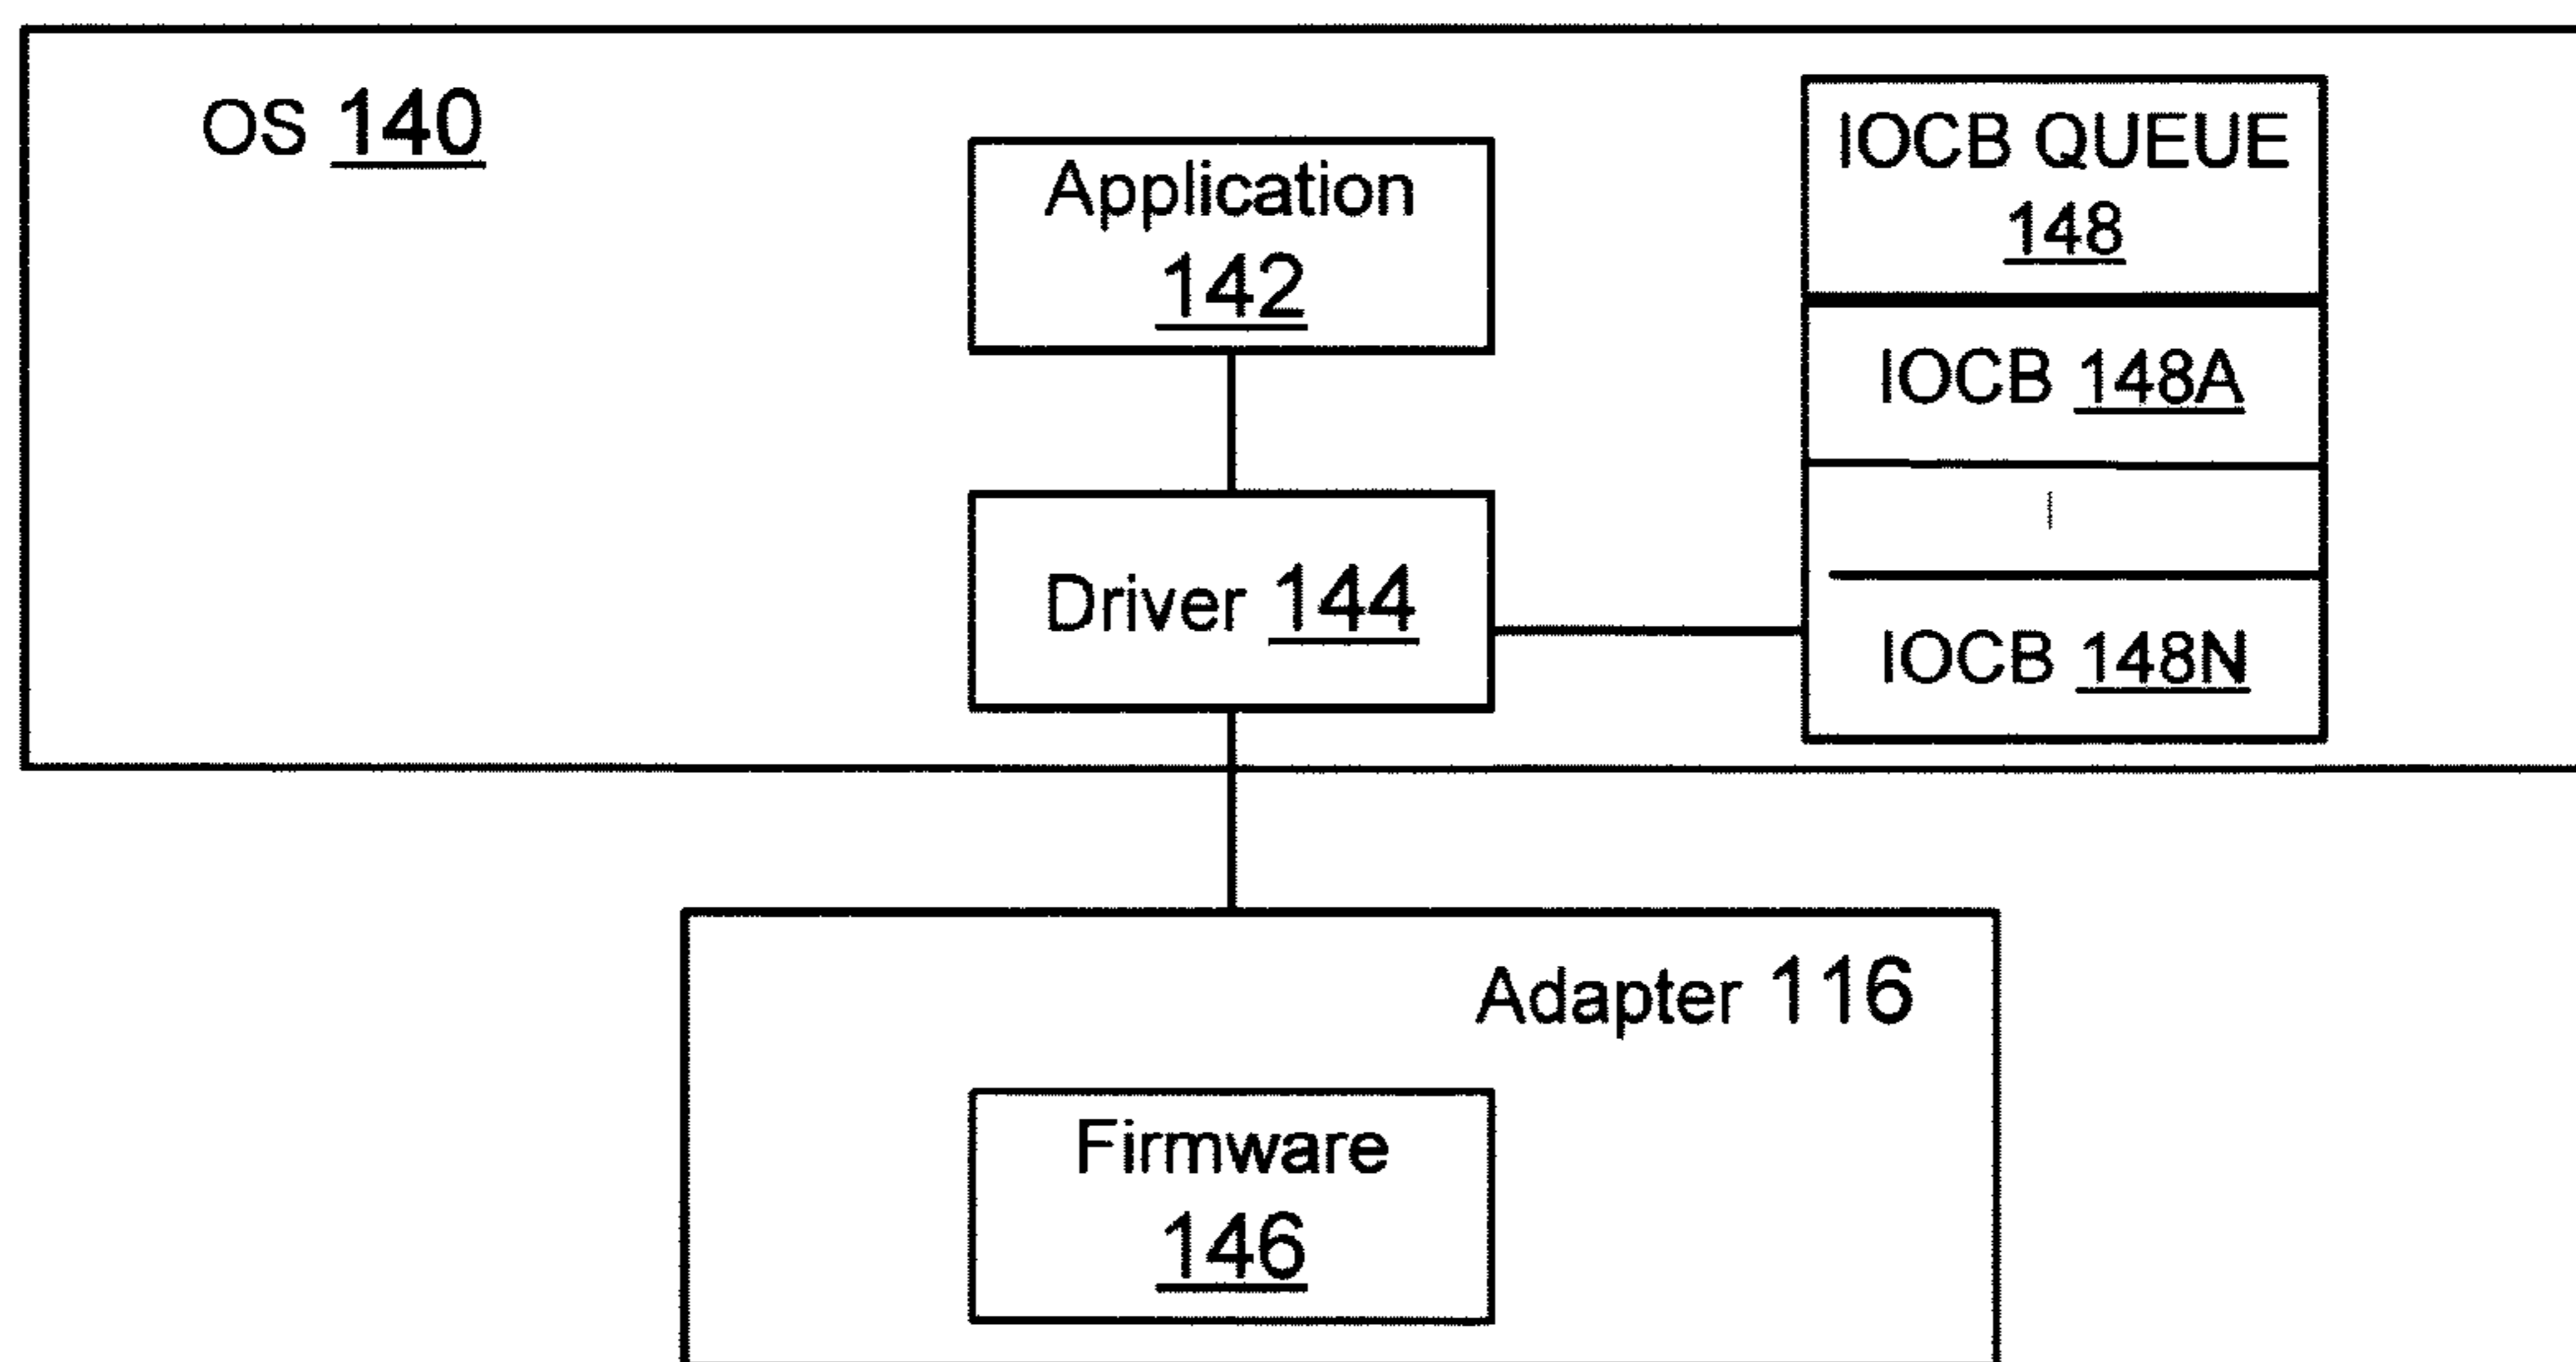 OS 140
Application
142
IOCB QUEUE
148
IOCB 148A
Driver 144
IOCB 148N
Adapter 116
Firmware
146